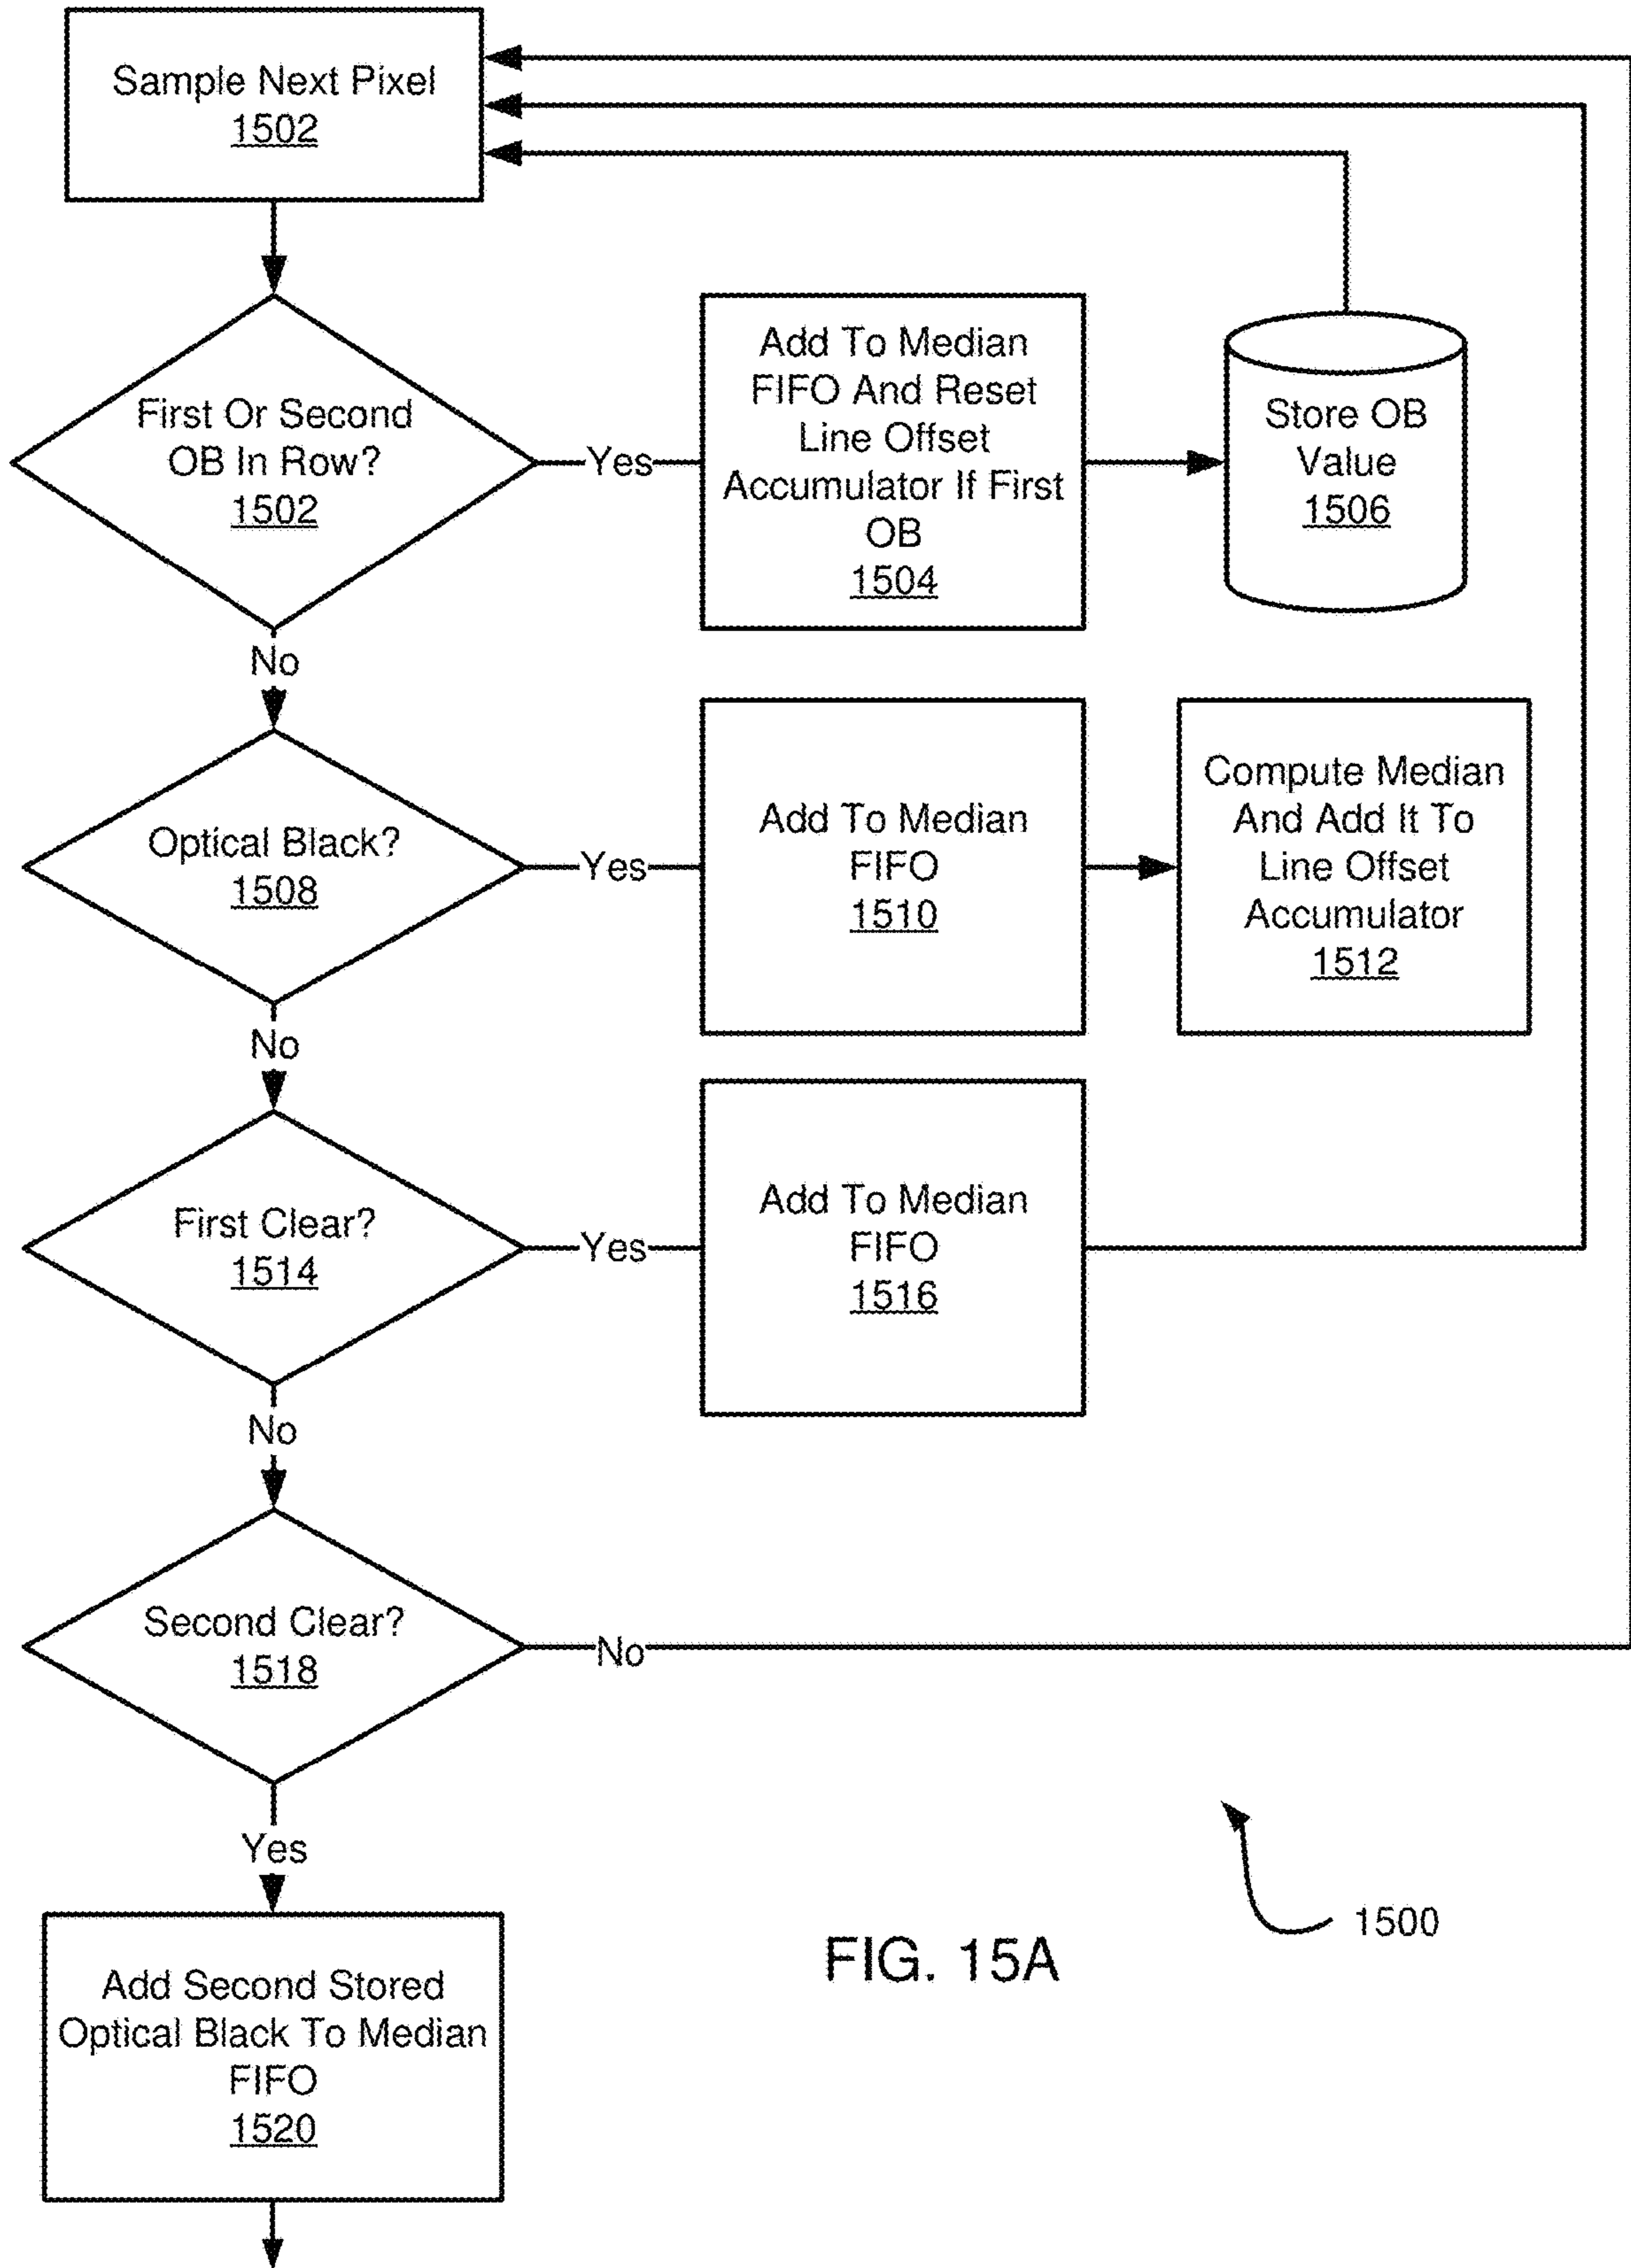 Sample Next Pixel
1502
First Or Second
OB In Row?
1502
Yes
Add To Median
FIFO And Reset
Line Offset
Accumulator If First
OB
1504
Store OB
Value
1506
No
Optical Black?
1508
Yes
Add To Median
FIFO
1510
Compute Median
And Add It To
Line Offset
Accumulator
1512
No
First Clear?
1514
Yes
Add To Median
FIFO
1516
No
Second Clear?
1518
No
Yes
Add Second Stored
Optical Black To Median
FIFO
1520
FIG. 15A
1500